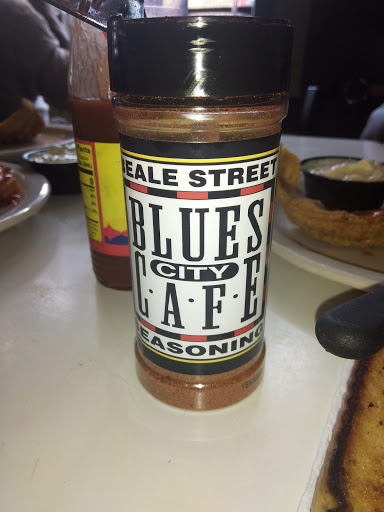 BEALE STREET
BLUES
CITY
C·A·F·E
SEASONING